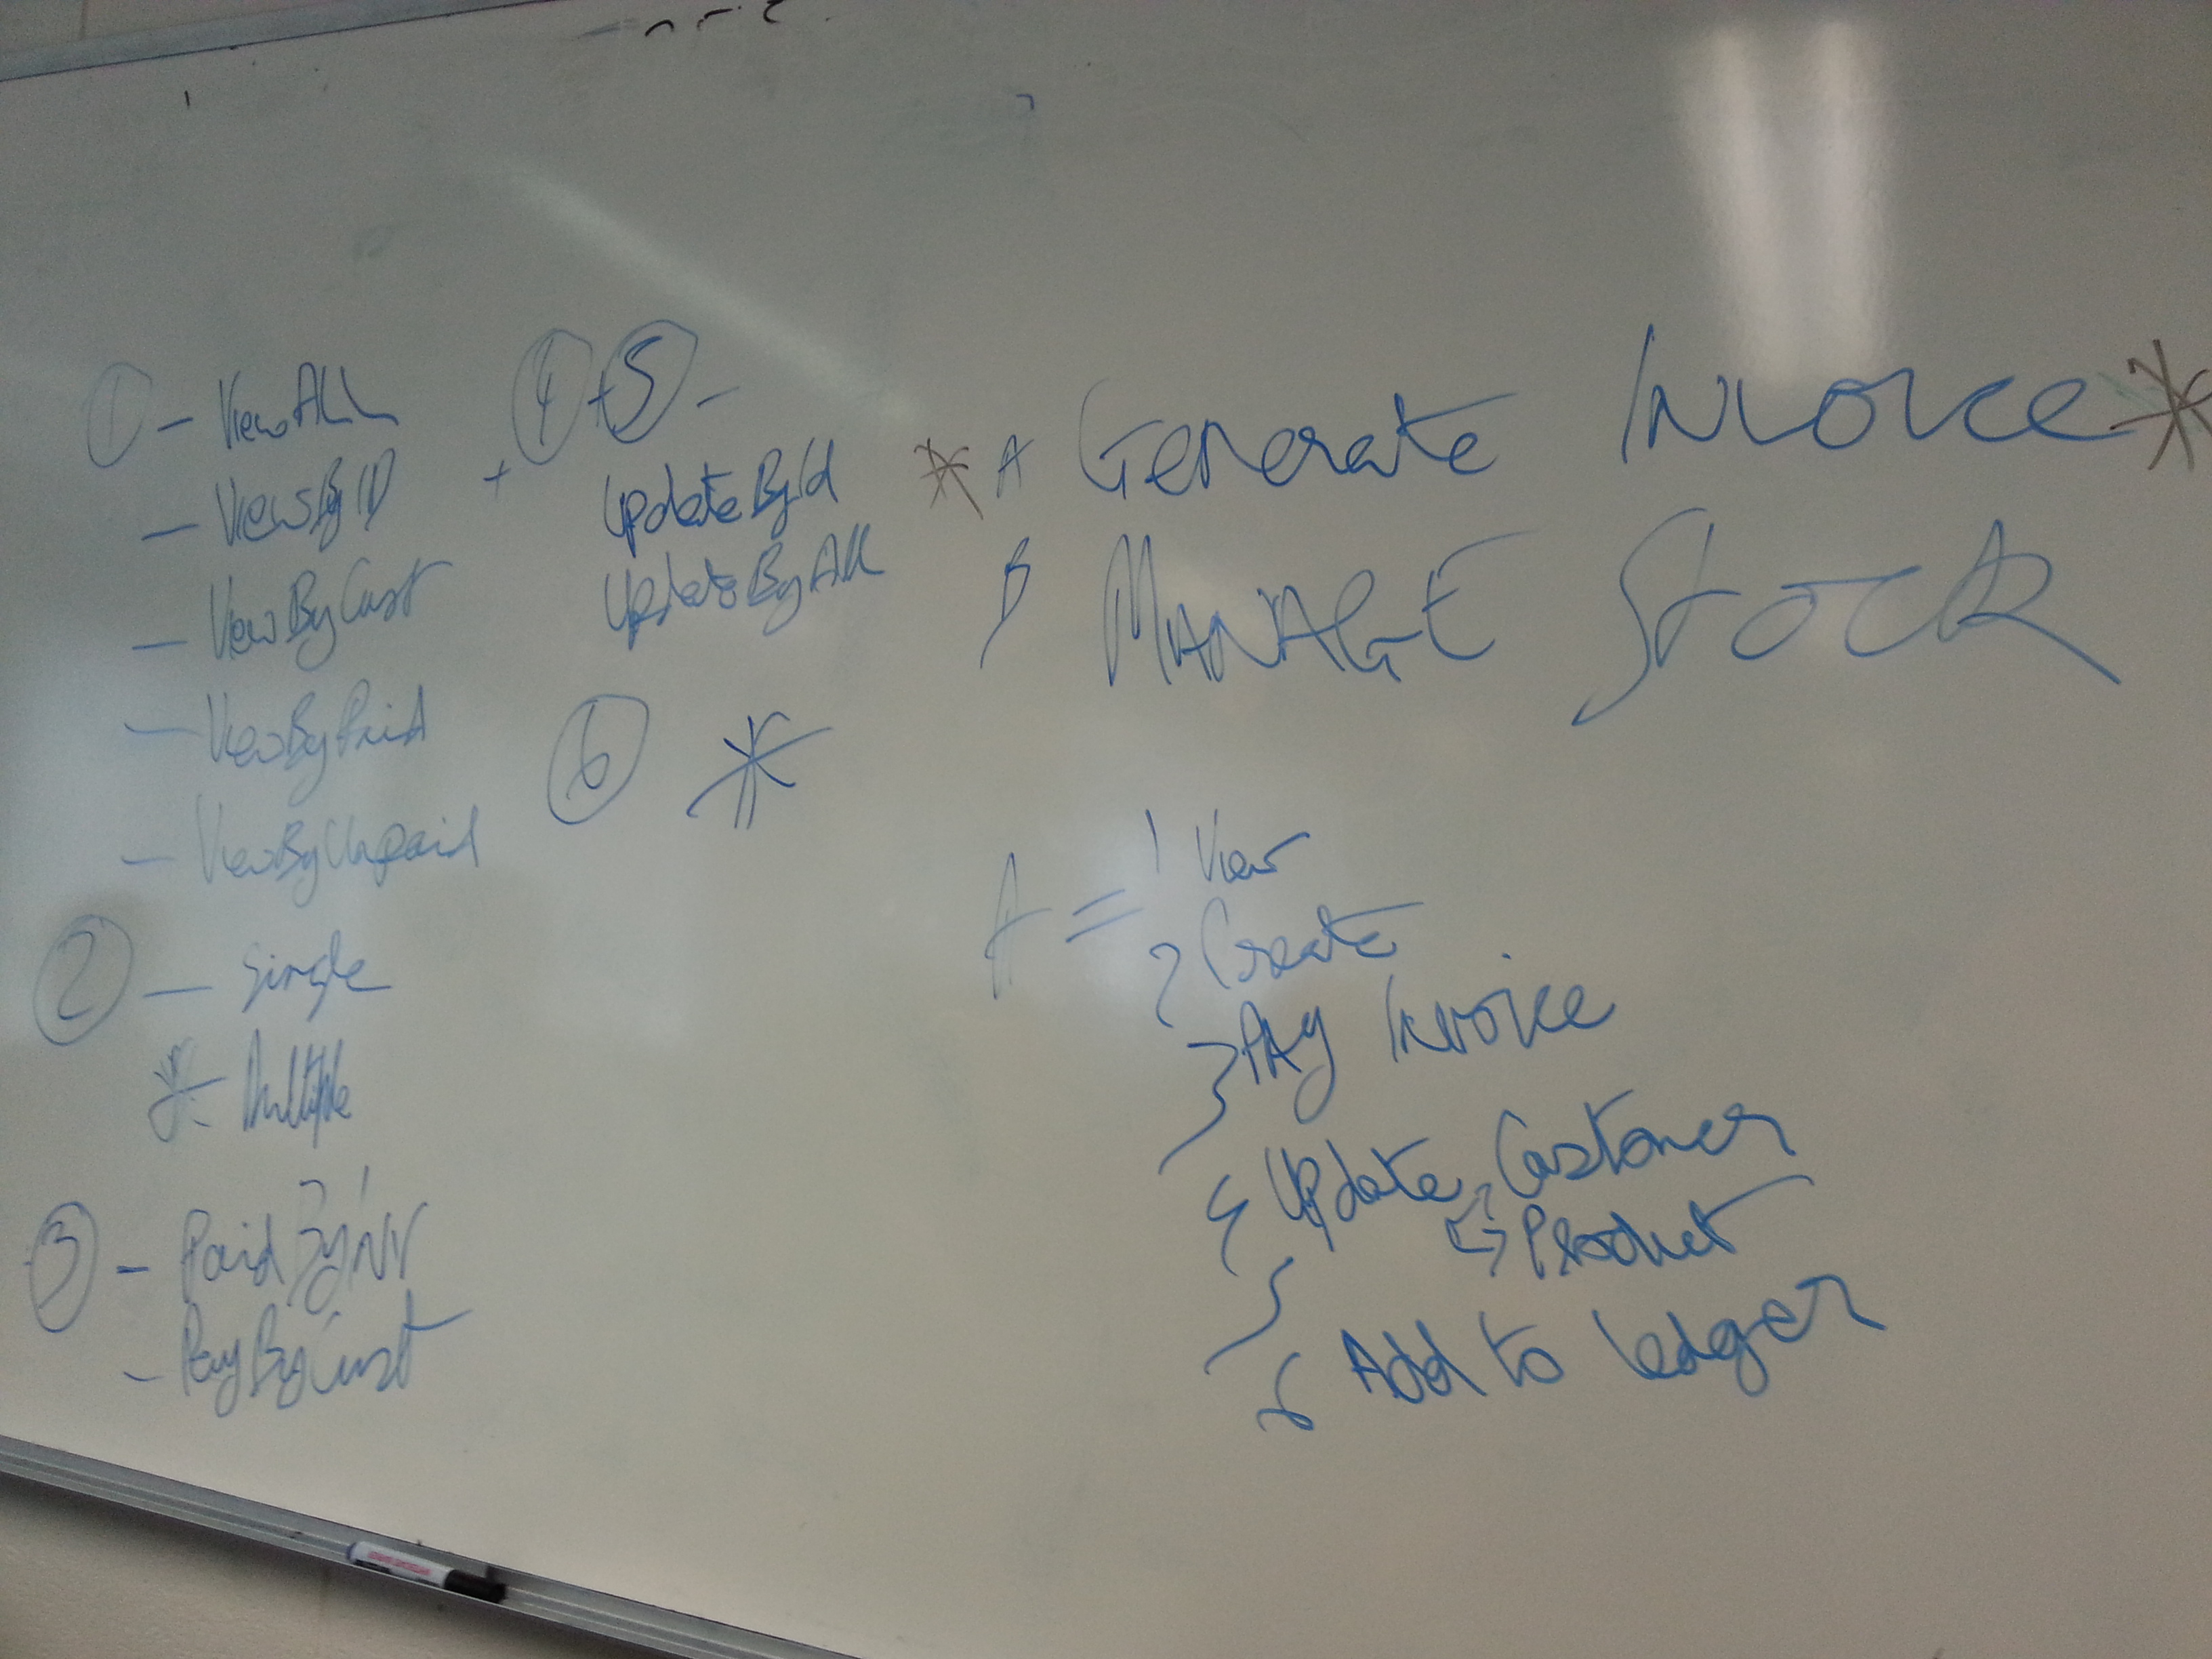 ① - ViewAll
- ViewByID
- ViewByCust
- ViewByPaid
- ViewByUnpaid
② - Single
* - Multiple
③ - PaidByINV
- PayByCust
+ ④ + ⑤ -
UpdateById
UpdateByAll
⑥ *
* A Generate Invoice *
B MANAGE Stock
A = 1 View
2 Create
3 PAy Invoice
4 Update Customer
5 Product
6 Add to ledger